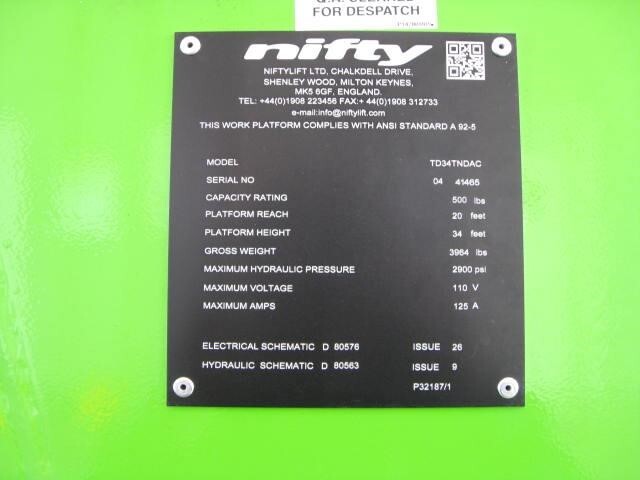 Q.A. CLEARED
FOR DESPATCH
nifty
NIFTYLIFT LTD, CHALKDELL DRIVE,
SHENLEY WOOD, MILTON KEYNES,
MK5 6GF, ENGLAND.
TEL: +44(0)1908 223456 FAX:+ 44(0)1908 312733
e-mail:info@niftylift.com
THIS WORK PLATFORM COMPLIES WITH ANSI STANDARD A 92-5
MODEL TD34TNDAC
SERIAL NO 04 41465
CAPACITY RATING 500 lbs
PLATFORM REACH 20 feet
PLATFORM HEIGHT 34 feet
GROSS WEIGHT 3964 lbs
MAXIMUM HYDRAULIC PRESSURE 2900 psi
MAXIMUM VOLTAGE 110 V
MAXIMUM AMPS 125 A
ELECTRICAL SCHEMATIC D 80576 ISSUE 26
HYDRAULIC SCHEMATIC D 80563 ISSUE 9
P32187/1